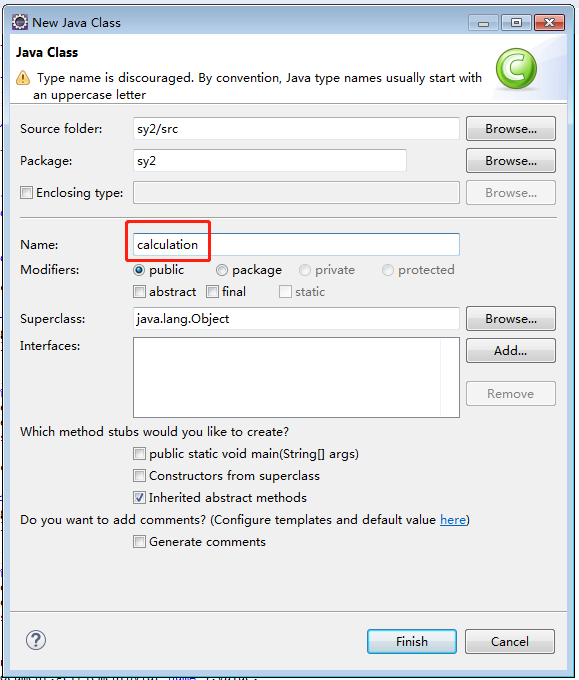 New Java Class
Java Class
Type name is discouraged. By convention, Java type names usually start with
an uppercase letter
Source folder: sy2/src Browse...
Package: sy2 Browse...
Enclosing type: Browse...
Name: calculation
Modifiers: public package private protected
abstract final static
Superclass: java.lang.Object Browse...
Interfaces: Add...
Remove
Which method stubs would you like to create?
public static void main(String[] args)
Constructors from superclass
Inherited abstract methods
Do you want to add comments? (Configure templates and default value here)
Generate comments
? Finish Cancel